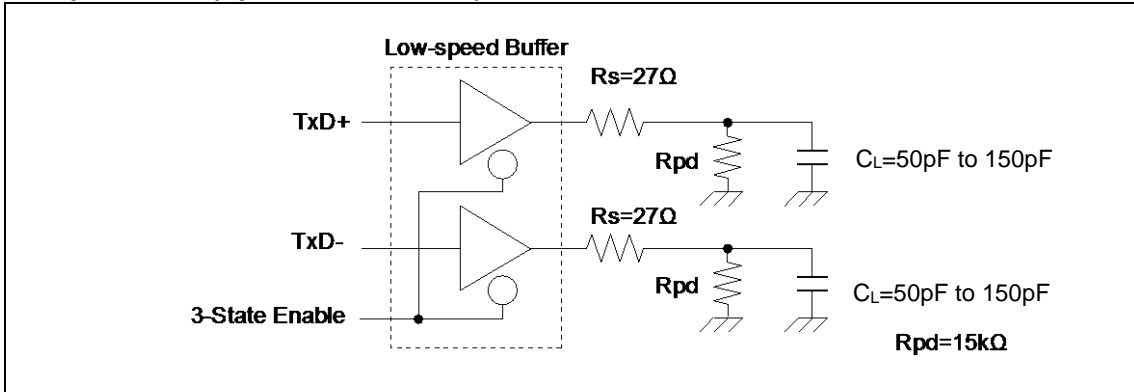 Low-speed Buffer
Rs=27Ω
TxD+
Rpd
CL=50pF to 150pF
Rs=27Ω
TxD-
Rpd
CL=50pF to 150pF
3-State Enable
Rpd=15kΩ